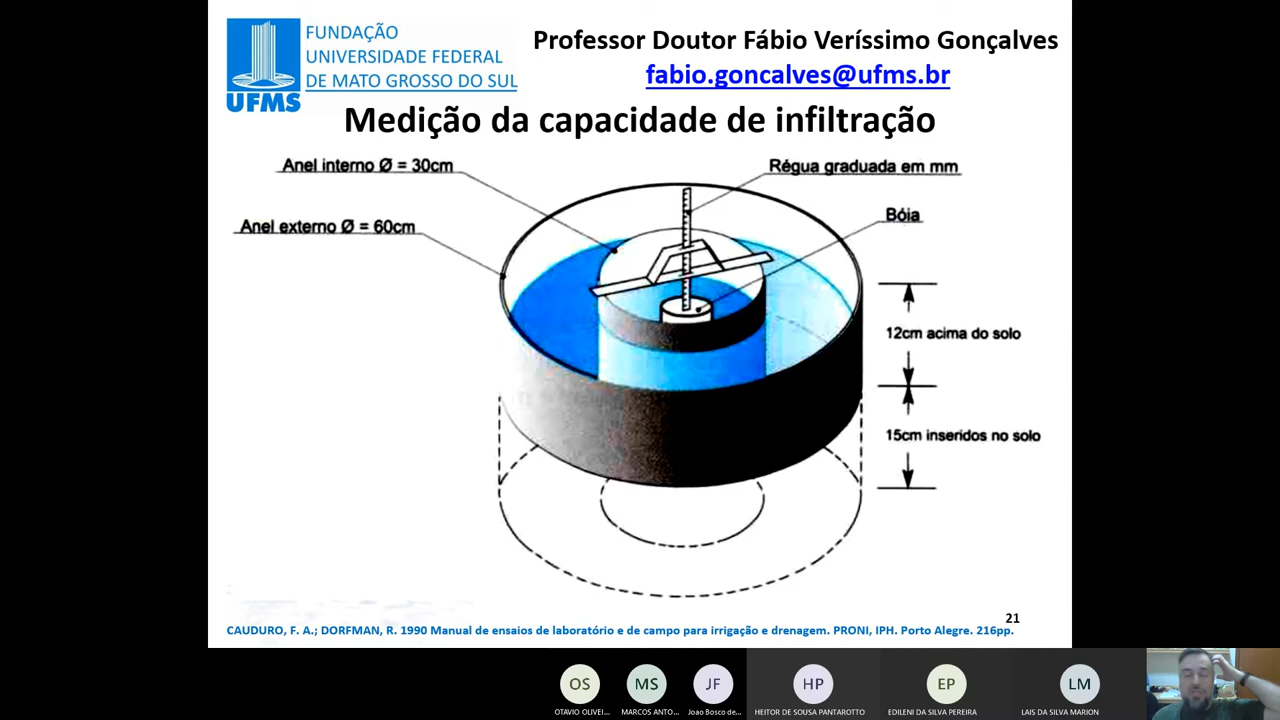 FUNDAÇÃO
UNIVERSIDADE FEDERAL
DE MATO GROSSO DO SUL
UFMS
Professor Doutor Fábio Veríssimo Gonçalves
fabio.goncalves@ufms.br
Medição da capacidade de infiltração
Anel interno Ø = 30cm
Régua graduada em mm
Anel externo Ø = 60cm
Bóia
12cm acima do solo
15cm inseridos no solo
21
CAUDURO, F. A.; DORFMAN, R. 1990 Manual de ensaios de laboratório e de campo para irrigação e drenagem. PRONI, IPH. Porto Alegre. 216pp.
OS
MS
JF
HP
EP
LM
OTAVIO OLIVEI...
MARCOS ANTO...
Joao Bosco de...
HEITOR DE SOUSA PANTAROTTO
EDILENI DA SILVA PEREIRA
LAIS DA SILVA MARION